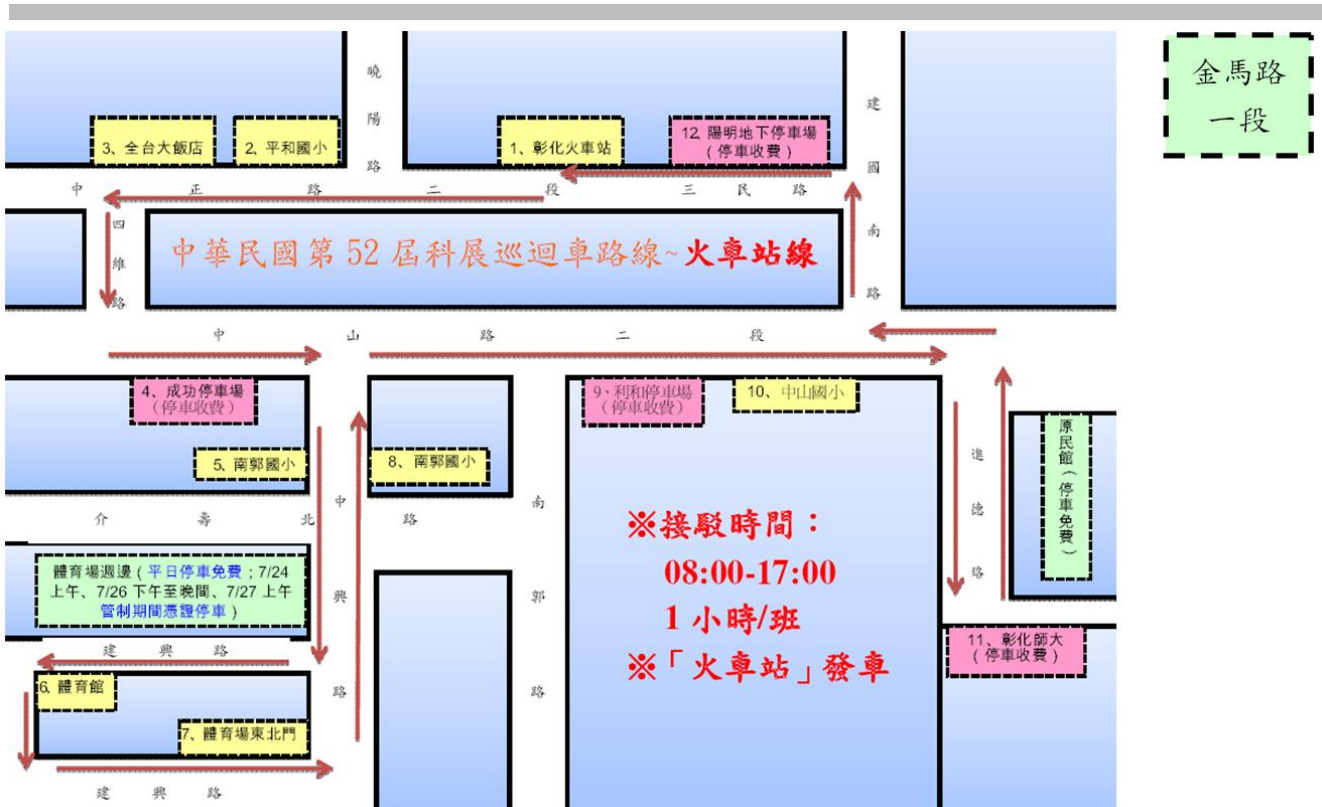 金馬路
一段
曉陽路
建國南路
3、全台大飯店
2、平和國小
1、彰化火車站
12、陽明地下停車場
(停車收費)
中正路二段
三民路
四維路
中華民國第 52 屆科展巡迴車路線~火車站線
中山路二段
4、成功停車場
(停車收費)
9、利和停車場
(停車收費)
10、中山國小
5、南郭國小
8、南郭國小
原民館(停車免費)
進德路
介壽北路
中興路
南郭路
※接駁時間：
08:00-17:00
1 小時/班
※「火車站」發車
體育場週邊(平日停車免費；7/24
上午、7/26 下午至晚間、7/27 上午
管制期間憑證停車)
建興路
11、彰化師大
(停車收費)
6、體育館
7、體育場東北門
建興路